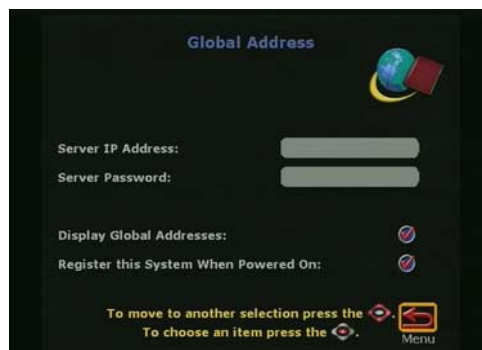 Global Address
Server IP Address:
Server Password:
Display Global Addresses:
Register this System When Powered On:
To move to another selection press the .
To choose an item press the .
Menu